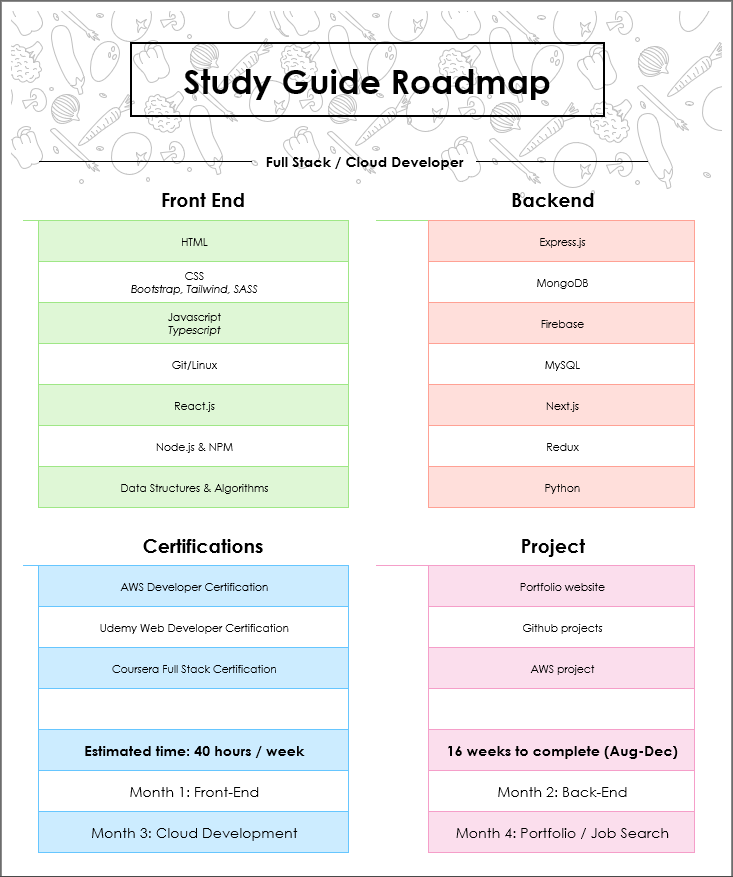 Study Guide Roadmap
Full Stack / Cloud Developer
Front End
HTML
CSS
Bootstrap, Tailwind, SASS
Javascript
Typescript
Git/Linux
React.js
Node.js & NPM
Data Structures & Algorithms
Backend
Express.js
MongoDB
Firebase
MySQL
Next.js
Redux
Python
Certifications
AWS Developer Certification
Udemy Web Developer Certification
Coursera Full Stack Certification
Estimated time: 40 hours / week
Month 1: Front-End
Month 3: Cloud Development
Project
Portfolio website
Github projects
AWS project
16 weeks to complete (Aug-Dec)
Month 2: Back-End
Month 4: Portfolio / Job Search